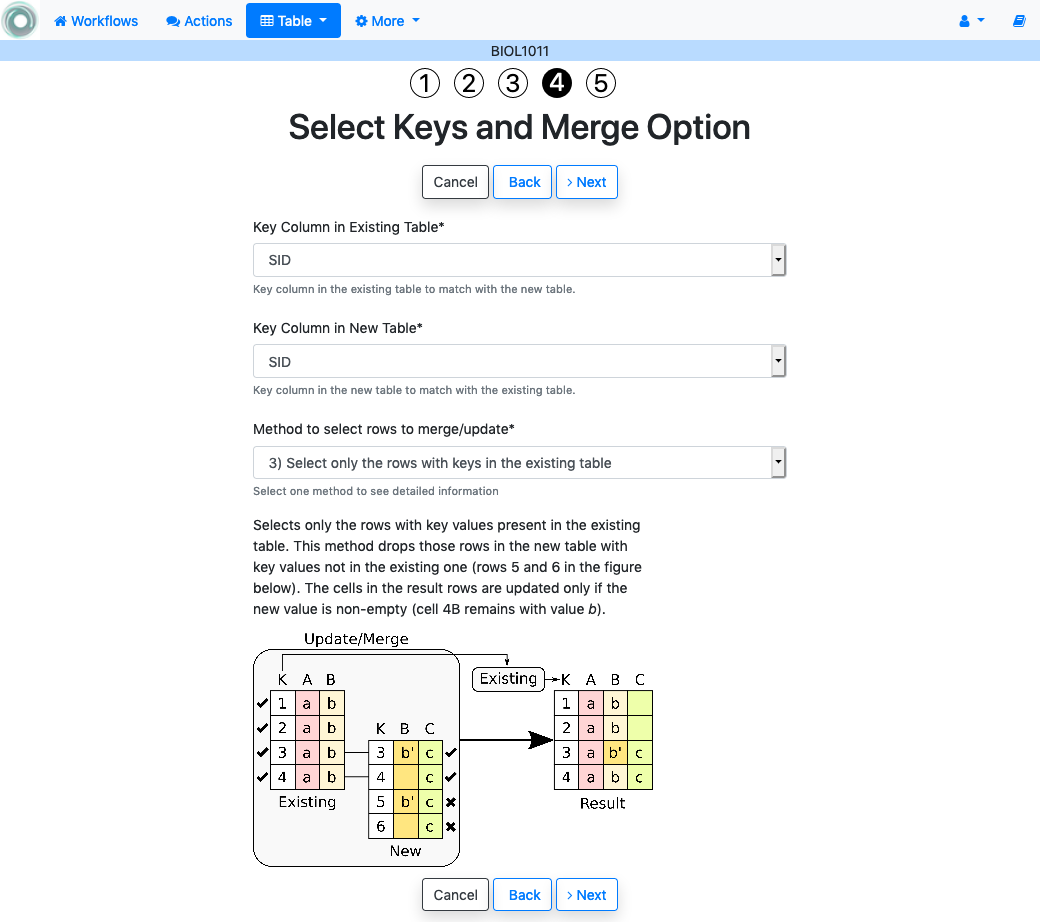 Workflows Actions Table More
BIOL1011
1 2 3 4 5
Select Keys and Merge Option
Cancel Back › Next
Key Column in Existing Table*
SID
Key column in the existing table to match with the new table.
Key Column in New Table*
SID
Key column in the new table to match with the existing table.
Method to select rows to merge/update*
3) Select only the rows with keys in the existing table
Select one method to see detailed information
Selects only the rows with key values present in the existing
table. This method drops those rows in the new table with
key values not in the existing one (rows 5 and 6 in the figure
below). The cells in the result rows are updated only if the
new value is non-empty (cell 4B remains with value b).
Update/Merge
K A B
1 a b
2 a b
3 a b
4 a b
Existing
K B C
3 b' c
4 c
5 b' c
6 c
New
Existing
K A B C
1 a b
2 a b
3 a b' c
4 a b c
Result
Cancel Back › Next